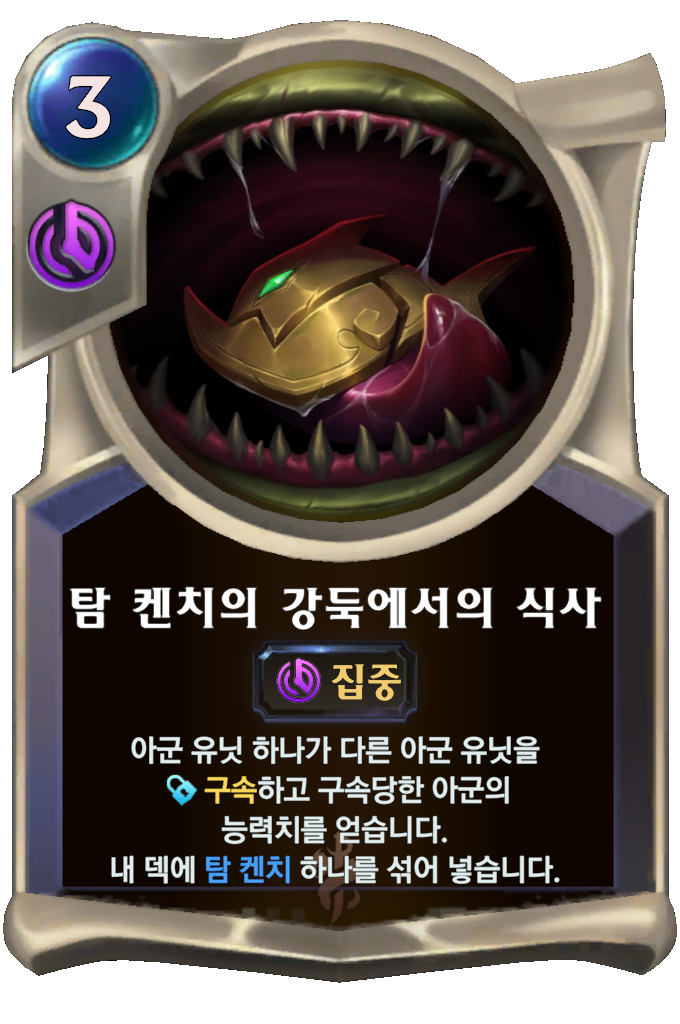 3
탐 켄치의 강둑에서의 식사
집중
아군 유닛 하나가 다른 아군 유닛을
구속하고 구속당한 아군의
능력치를 얻습니다.
내 덱에 탐 켄치 하나를 섞어 넣습니다.